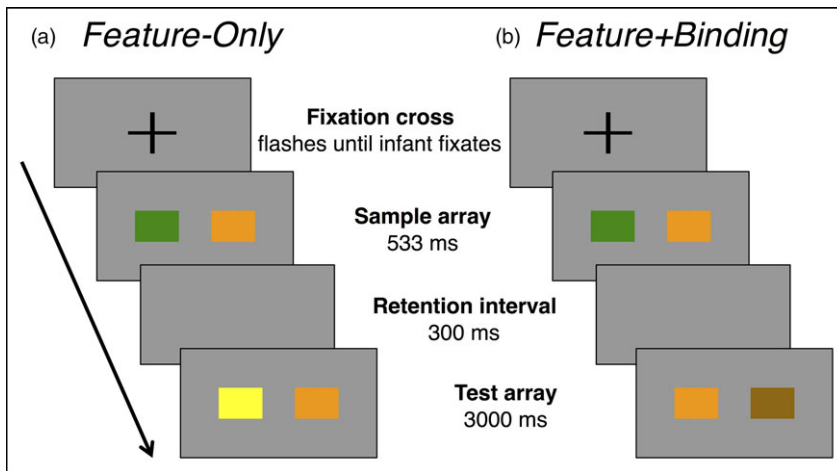 (a) Feature-Only
(b) Feature+Binding
Fixation cross
flashes until infant fixates
Sample array
533 ms
Retention interval
300 ms
Test array
3000 ms